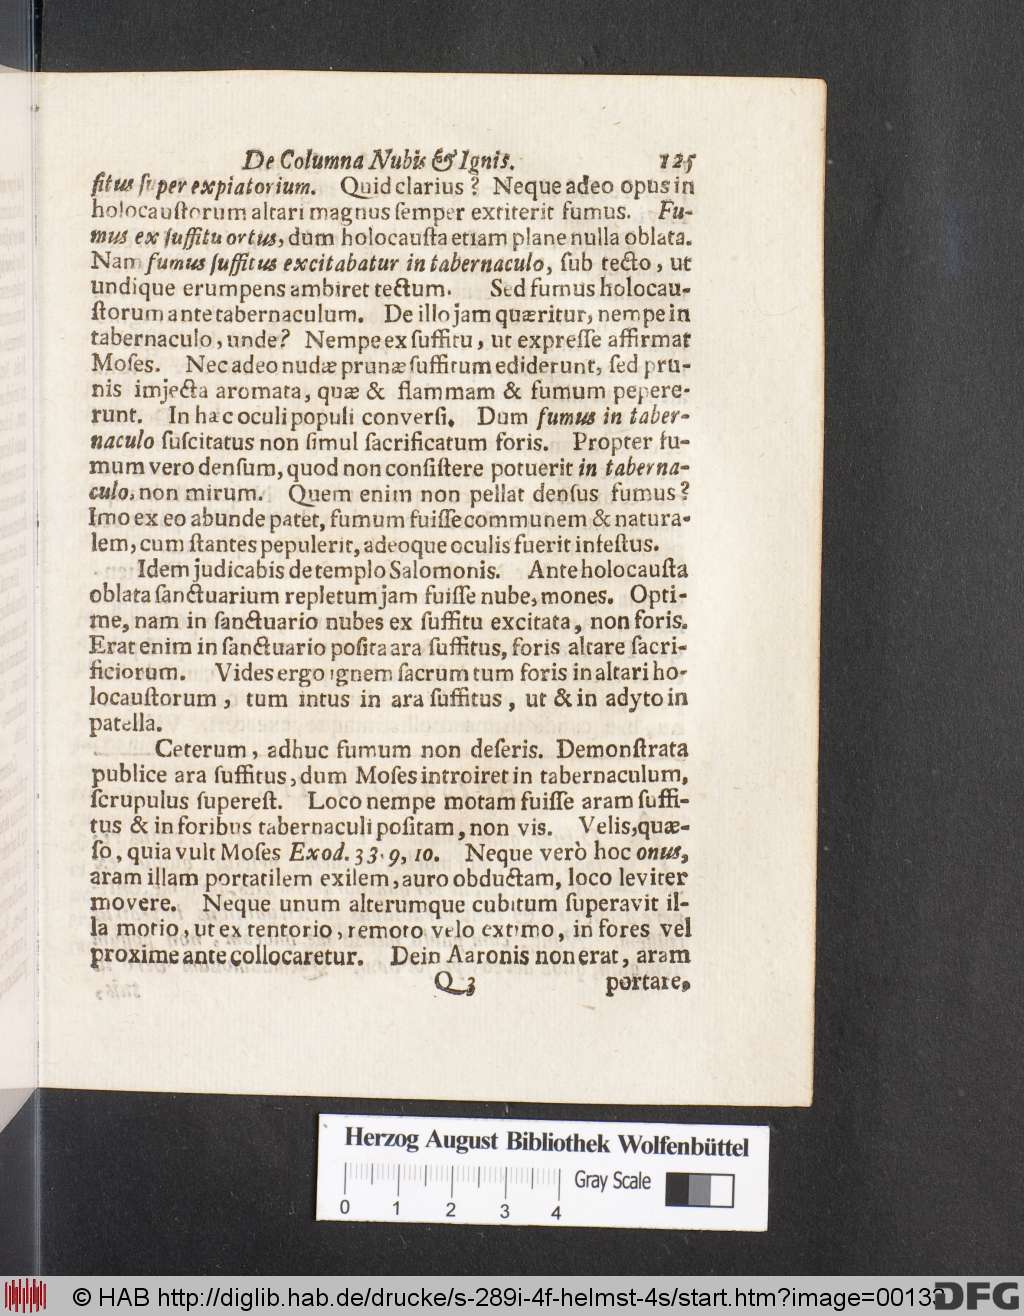 De Columna Nubis & Ignis. 125
ſitus ſuper expiatorium. Quid clarius? Neque adeo opus in
holocauſtorum altari magnus ſemper extiterit fumus. Fu-
mus ex ſuffitu ortus, dum holocauſta etiam plane nulla oblata.
Nam fumus ſuffitus excitabatur in tabernaculo, ſub tecto, ut
undique erumpens ambiret tectum. Sed fumus holocau-
ſtorum ante tabernaculum. De illo jam quæritur, nempe in
tabernaculo, unde? Nempe ex ſuffitu, ut expreſſe affirmat
Moſes. Nec adeo nudæ prunæ ſuffitum ediderunt, ſed pru-
nis imjecta aromata, quæ & flammam & fumum pepere-
runt. In hac oculi populi converſi. Dum fumus in taber-
naculo ſuſcitatus non ſimul ſacrificatum foris. Propter fu-
mum vero denſum, quod non conſiſtere potuerit in taberna-
culo, non mirum. Quem enim non pellat denſus fumus?
Imo ex eo abunde patet, fumum fuiſſe communem & natura-
lem, cum ſtantes pepulerit, adeoque oculis fuerit infeſtus.
Idem judicabis de templo Salomonis. Ante holocauſta
oblata ſanctuarium repletum jam fuiſſe nube, mones. Opti-
me, nam in ſanctuario nubes ex ſuffitu excitata, non foris.
Erat enim in ſanctuario poſita ara ſuffitus, foris altare ſacri-
ficiorum. Vides ergo ignem ſacrum tum foris in altari ho-
locauſtorum, tum intus in ara ſuffitus, ut & in adyto in
patella.
Ceterum, adhuc fumum non deſeris. Demonſtrata
publice ara ſuffitus, dum Moſes introiret in tabernaculum,
ſcrupulus ſupereſt. Loco nempe motam fuiſſe aram ſuffi-
tus & in foribus tabernaculi poſitam, non vis. Velis, quæ-
ſo, quia vult Moſes Exod. 33. 9, 10. Neque verò hoc onus,
aram illam portatilem exilem, auro obductam, loco leviter
movere. Neque unum alterumque cubitum ſuperavit il-
la motio, ut ex tentorio, remoto velo extimo, in fores vel
proxime ante collocaretur. Dein Aaronis non erat, aram
Q 3 portare,
Herzog August Bibliothek Wolfenbüttel
Gray Scale
0 1 2 3 4
© HAB http://diglib.hab.de/drucke/s-289i-4f-helmst-4s/start.htm?image=00133
DFG